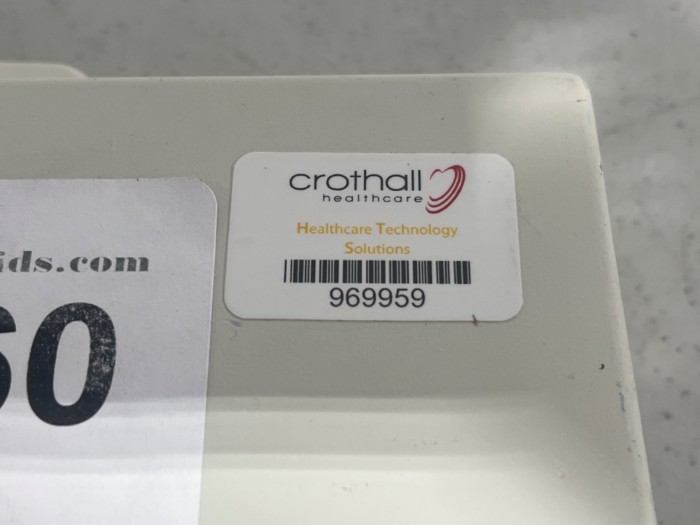 crothall
healthcare
Healthcare Technology
Solutions
969959
ids.com
60